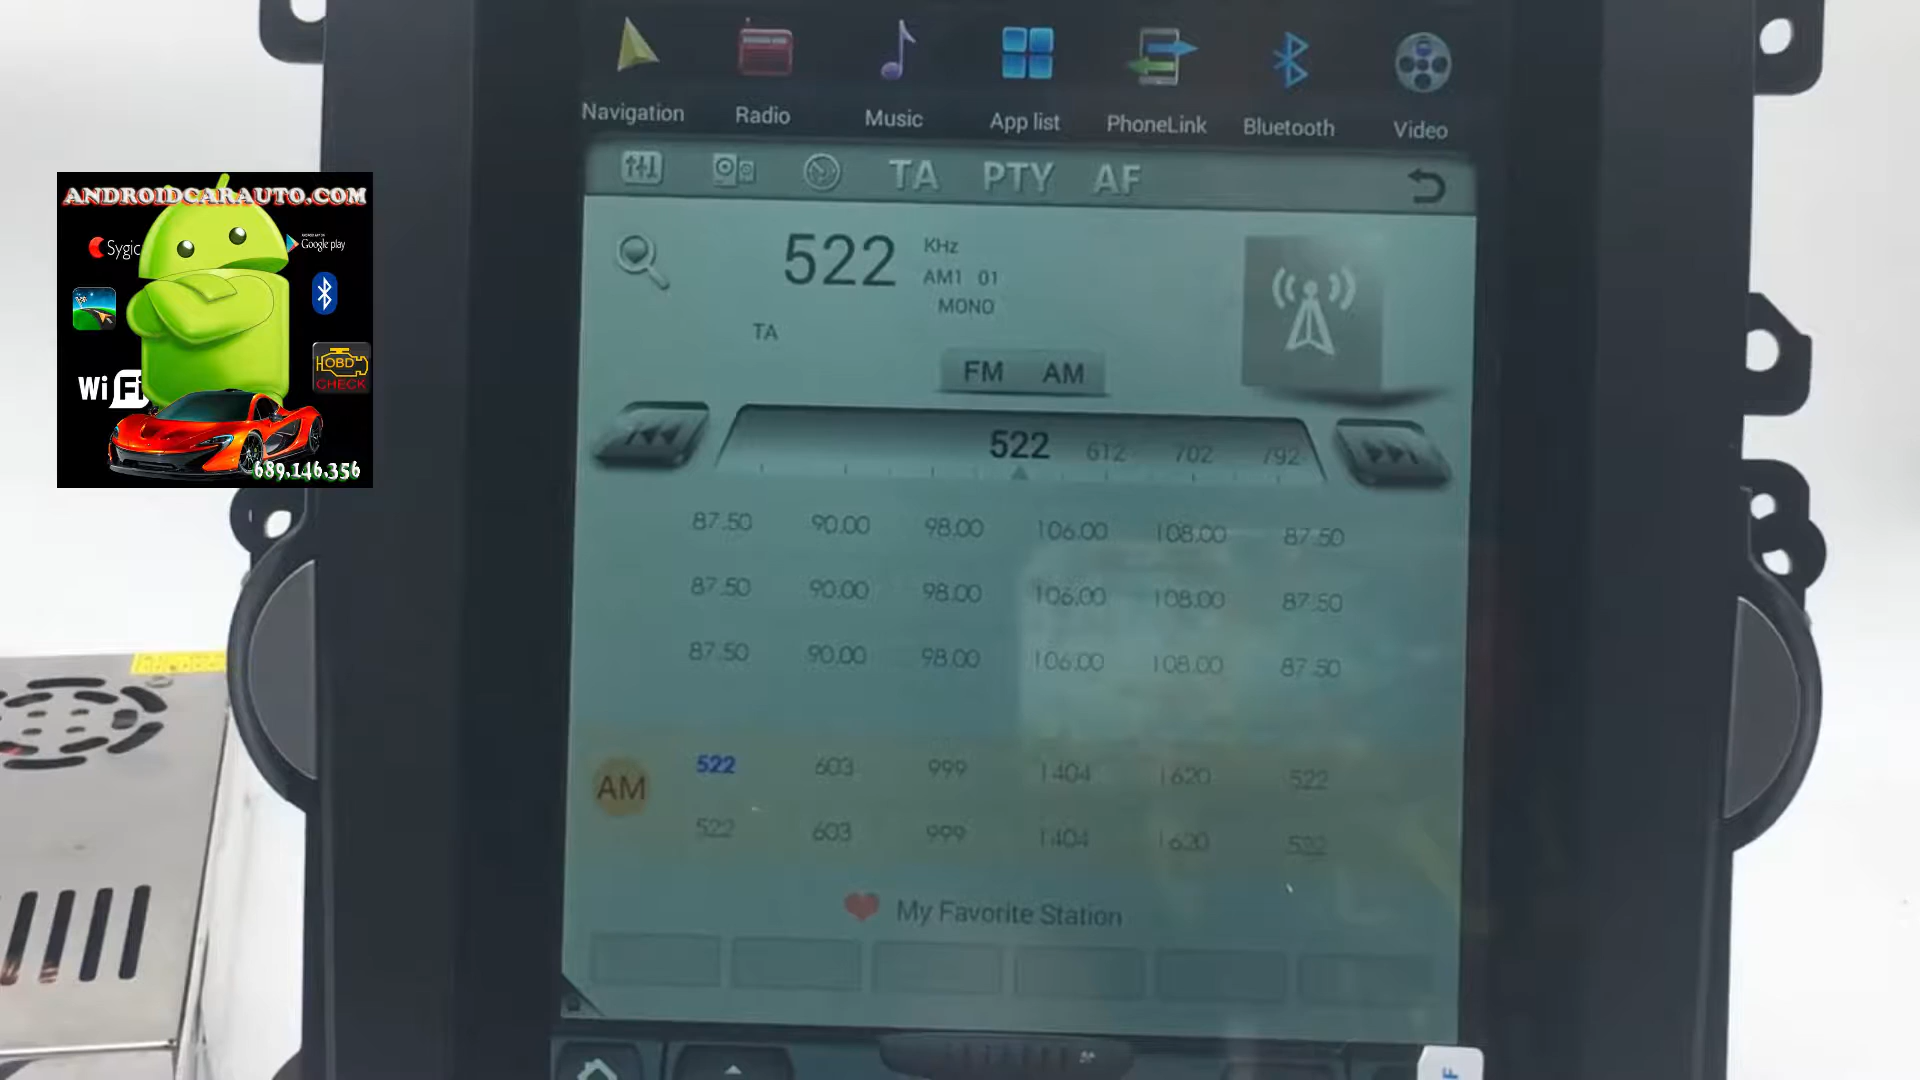 Navigation Radio Music App list PhoneLink Bluetooth Video
TA PTY AF
522 KHz
AM1 01
MONO
TA
FM AM
522 612 702 792
87.50 90.00 98.00 106.00 108.00 87.50
87.50 90.00 98.00 106.00 108.00 87.50
87.50 90.00 98.00 106.00 108.00 87.50
AM
522 603 999 1404 1620 522
522 603 999 1404 1620 522
My Favorite Station
F
ANDROIDCARAUTO.COM
Sygic
Google play
OBD
CHECK
WiFi
689,146,356